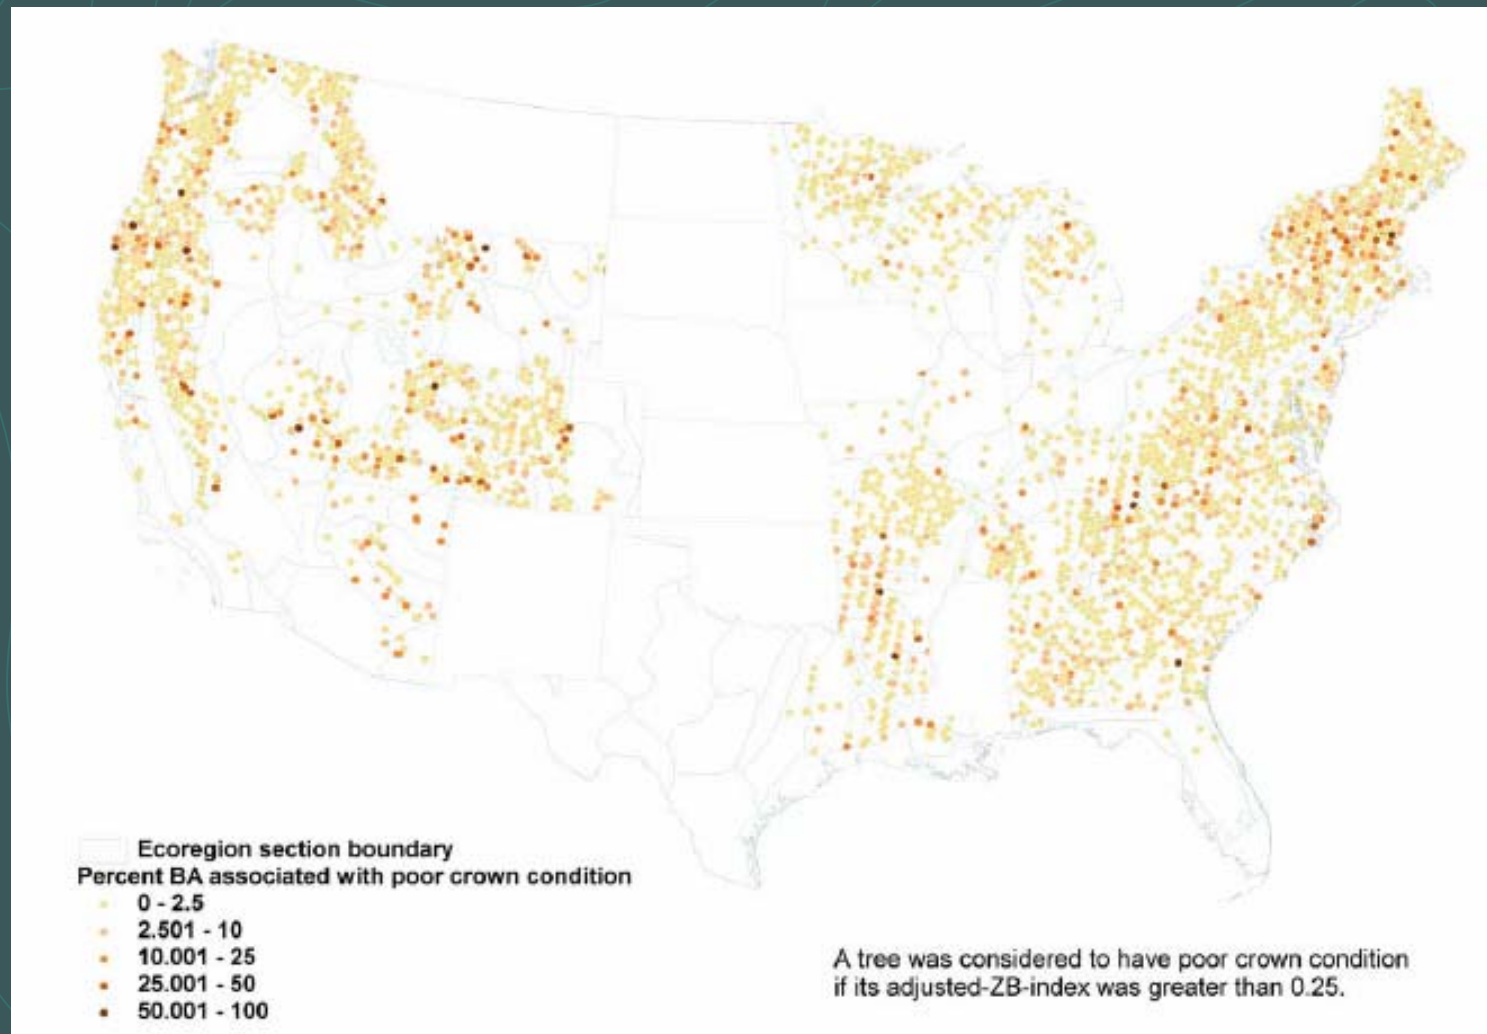 Ecoregion section boundary
Percent BA associated with poor crown condition
0 - 2.5
2.501 - 10
10.001 - 25
25.001 - 50
50.001 - 100
A tree was considered to have poor crown condition
if its adjusted-ZB-index was greater than 0.25.